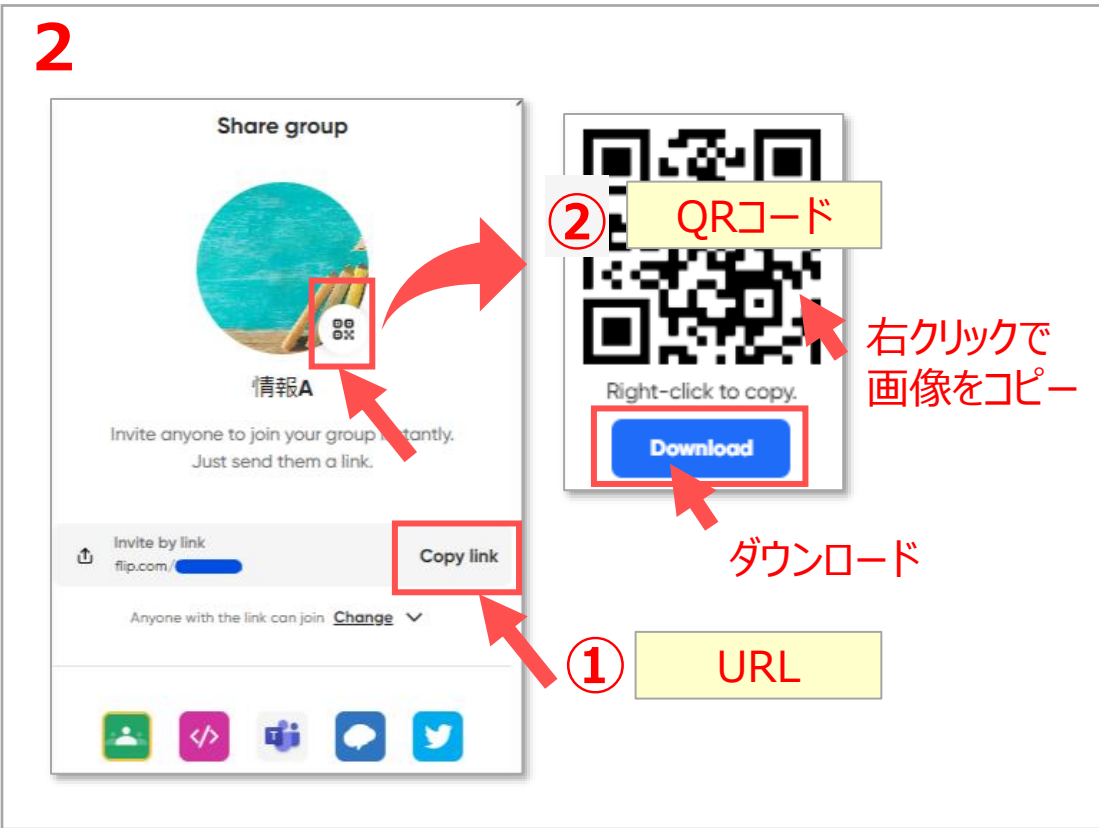 2
Share group
情報A
Invite anyone to join your group
Just send them a link.
Invite by link
flip.com/
Copy link
Anyone with the link can join Change
② QRコード
右クリックで
画像をコピー
Right-click to copy.
Download
ダウンロード
① URL